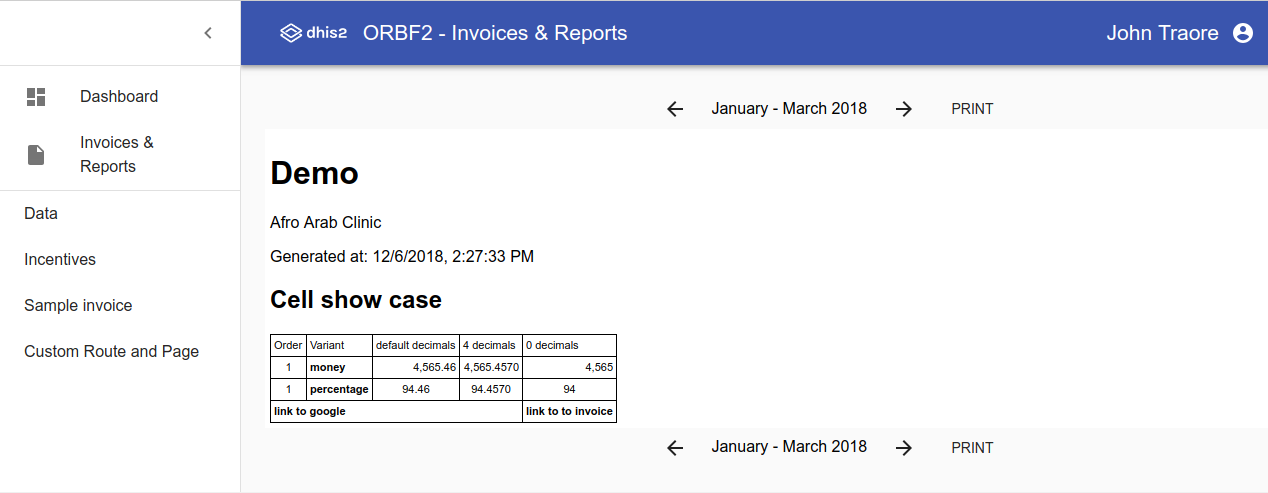 dhis2 ORBF2 - Invoices & Reports John Traore
Dashboard
Invoices &
Reports
Data
Incentives
Sample invoice
Custom Route and Page
January - March 2018 PRINT
Demo
Afro Arab Clinic
Generated at: 12/6/2018, 2:27:33 PM
Cell show case
Order Variant default decimals 4 decimals 0 decimals
1 money 4,565.46 4,565.4570 4,565
1 percentage 94.46 94.4570 94
link to google link to to invoice
January - March 2018 PRINT